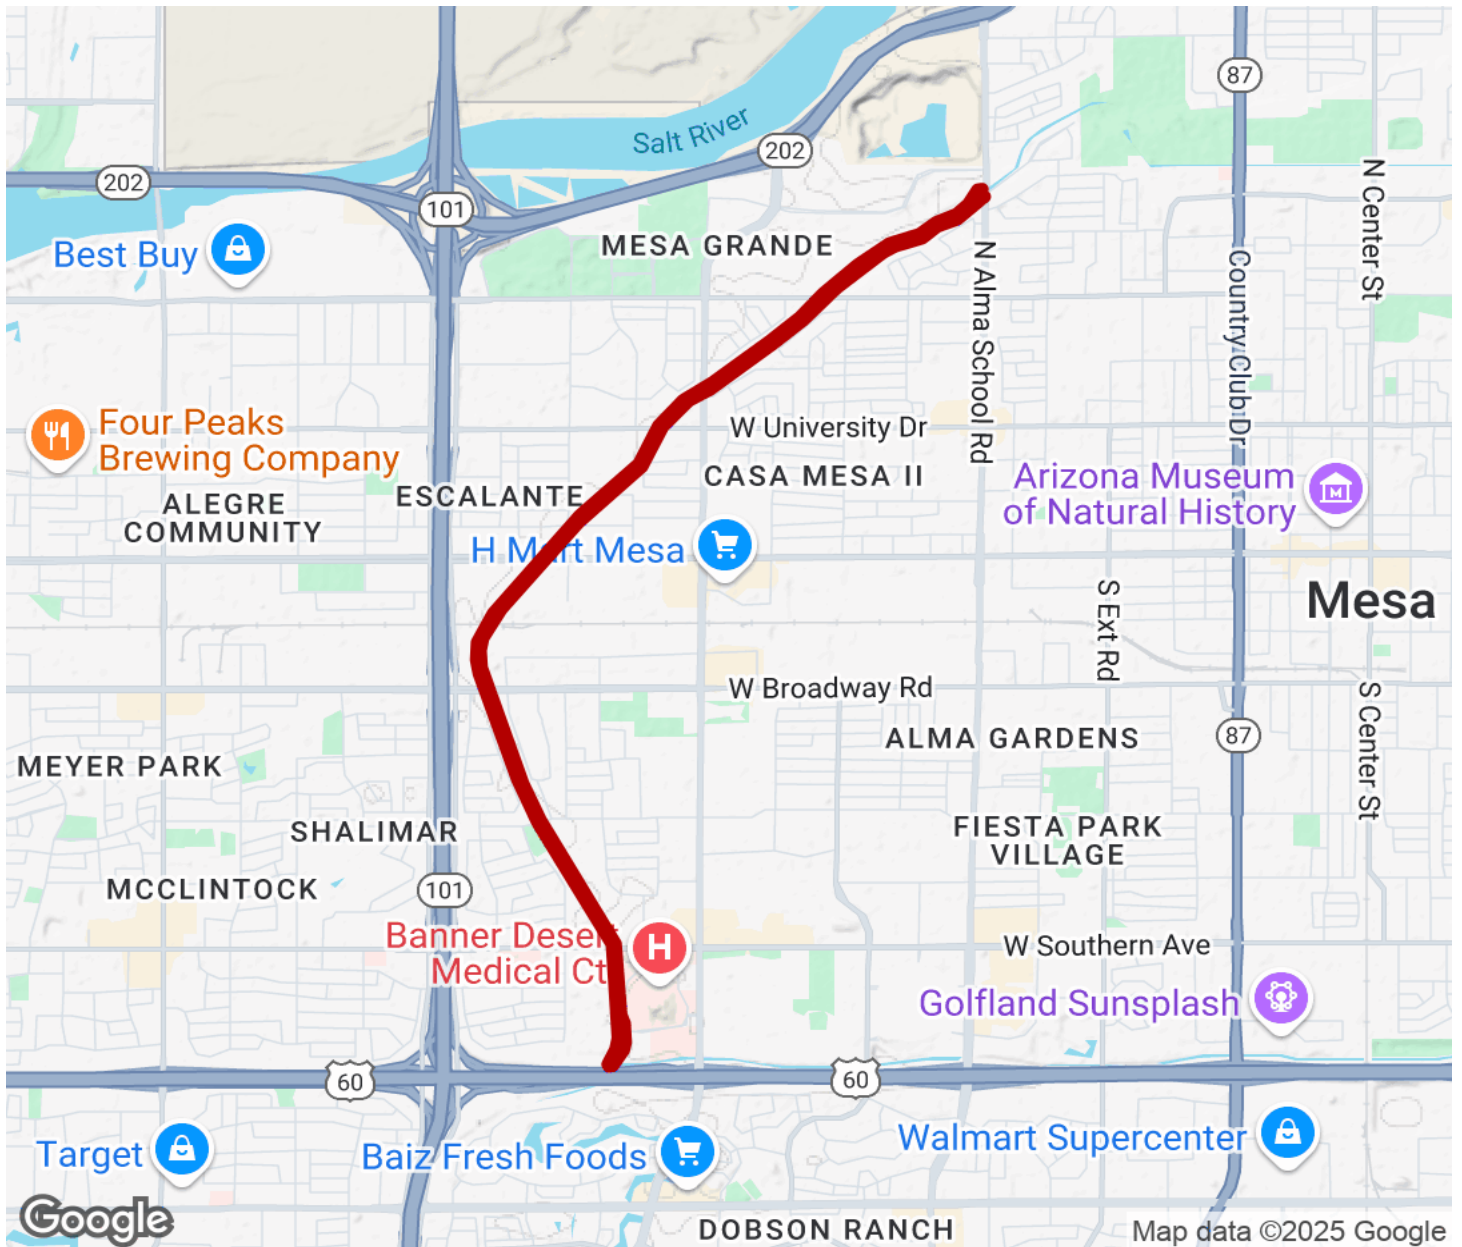 87
Salt River
202
202
N Center St
101
Best Buy
MESA GRANDE
N Alma School Rd
Country Club Dr
Four Peaks
Brewing Company
W University Dr
CASA MESA II
Arizona Museum
of Natural History
ESCALANTE
ALEGRE
COMMUNITY
H Mart Mesa
S Ext Rd
Mesa
W Broadway Rd
S Center St
ALMA GARDENS
87
MEYER PARK
SHALIMAR
FIESTA PARK
VILLAGE
MCCLINTOCK
101
Banner Desert
Medical Ct
H
W Southern Ave
Golfland Sunsplash
60
60
Target
Baiz Fresh Foods
Walmart Supercenter
Google
DOBSON RANCH
Map data ©2025 Google